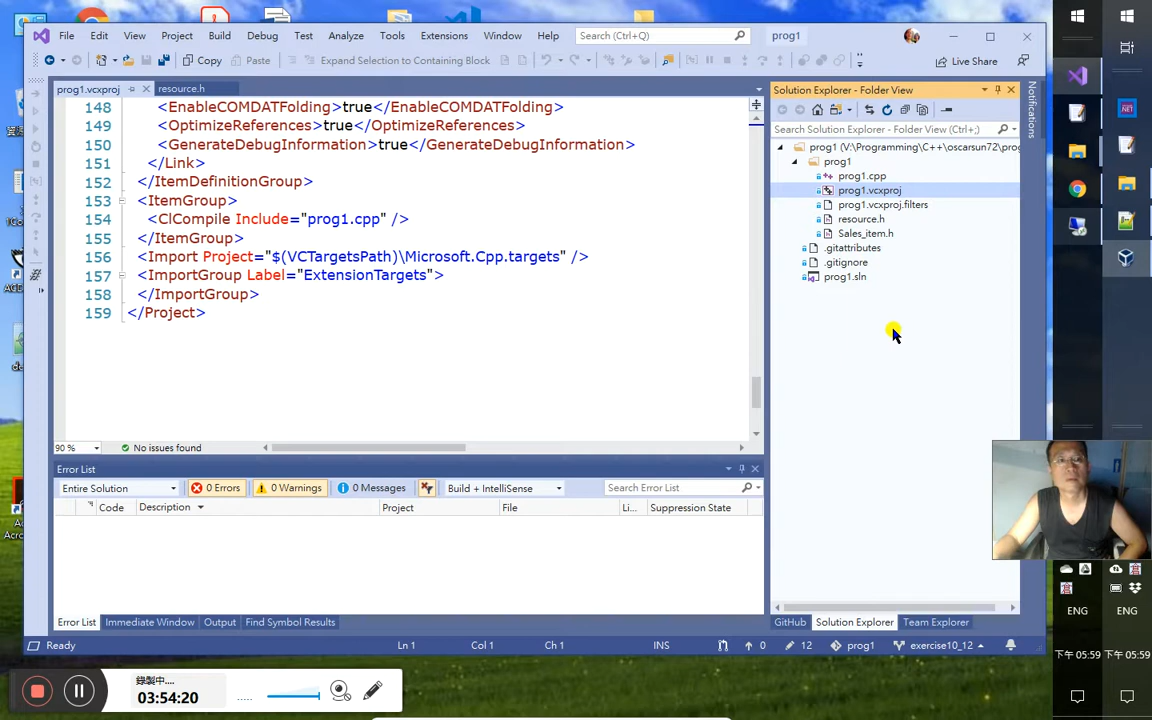 File Edit View Project Build Debug Test Analyze Tools Extensions Window Help Search (Ctrl+Q) prog1
Copy Paste Expand Selection to Containing Block Live Share
prog1.vcxproj resource.h
148 <EnableCOMDATFolding>true</EnableCOMDATFolding>
149 <OptimizeReferences>true</OptimizeReferences>
150 <GenerateDebugInformation>true</GenerateDebugInformation>
151 </Link>
152 </ItemDefinitionGroup>
153 <ItemGroup>
154 <ClCompile Include="prog1.cpp" />
155 </ItemGroup>
156 <Import Project="$(VCTargetsPath)\Microsoft.Cpp.targets" />
157 <ImportGroup Label="ExtensionTargets">
158 </ImportGroup>
159 </Project>
90 % No issues found
Solution Explorer - Folder View
Search Solution Explorer - Folder View (Ctrl+;)
prog1 (V:\Programming\C++\oscarsun72\prog
prog1
prog1.cpp
prog1.vcxproj
prog1.vcxproj.filters
resource.h
Sales_item.h
.gitattributes
.gitignore
prog1.sln
Notifications
Error List
Entire Solution 0 Errors 0 Warnings 0 Messages Build + IntelliSense Search Error List
Code Description Project File Li... Suppression State
Error List Immediate Window Output Find Symbol Results
GitHub Solution Explorer Team Explorer
Ready Ln 1 Col 1 Ch 1 INS 0 12 prog1 exercise10_12
錄製中....
03:54:20
ENG ENG
下午 05:59 下午 05:59